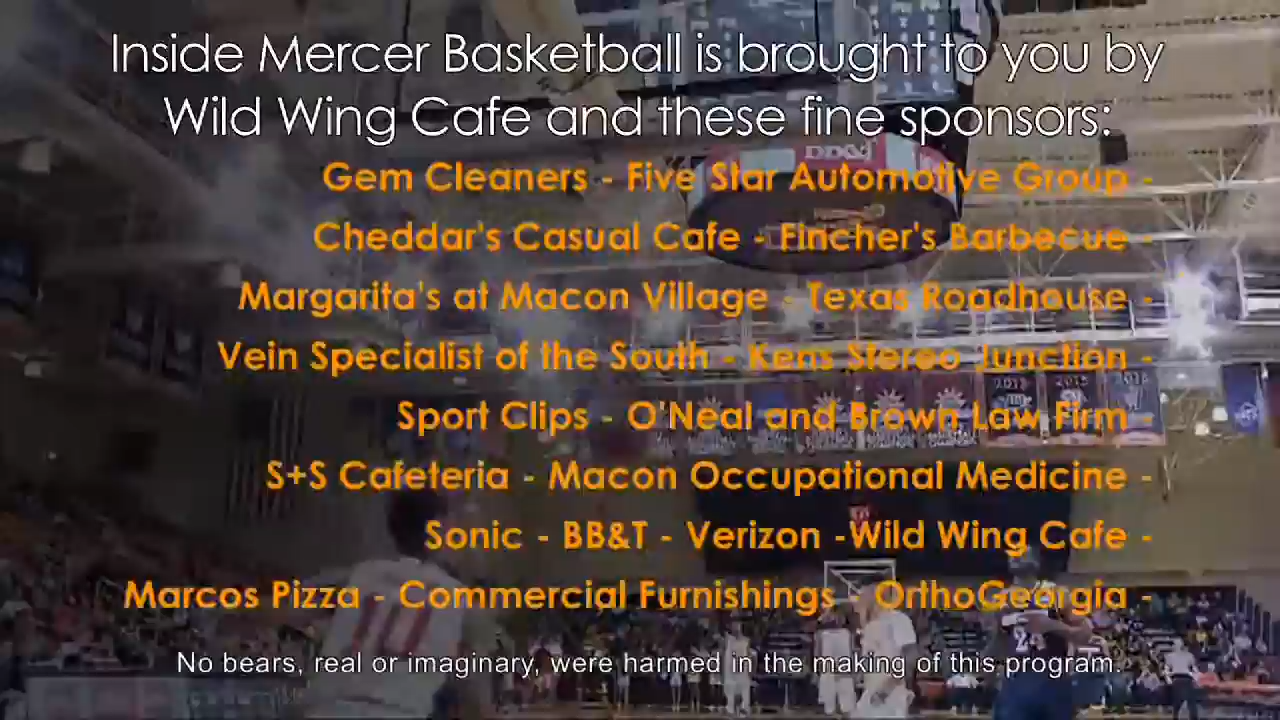 Inside Mercer Basketball is brought to you by
Wild Wing Cafe and these fine sponsors:
Gem Cleaners - Five Star Automotive Group -
Cheddar's Casual Cafe - Fincher's Barbecue -
Margarita's at Macon Village - Texas Roadhouse -
Vein Specialist of the South - Kens Stereo Junction -
Sport Clips - O'Neal and Brown Law Firm -
S+S Cafeteria - Macon Occupational Medicine -
Sonic - BB&T - Verizon -Wild Wing Cafe -
Marcos Pizza - Commercial Furnishings - OrthoGeorgia -
No bears, real or imaginary, were harmed in the making of this program.
BB&T
10